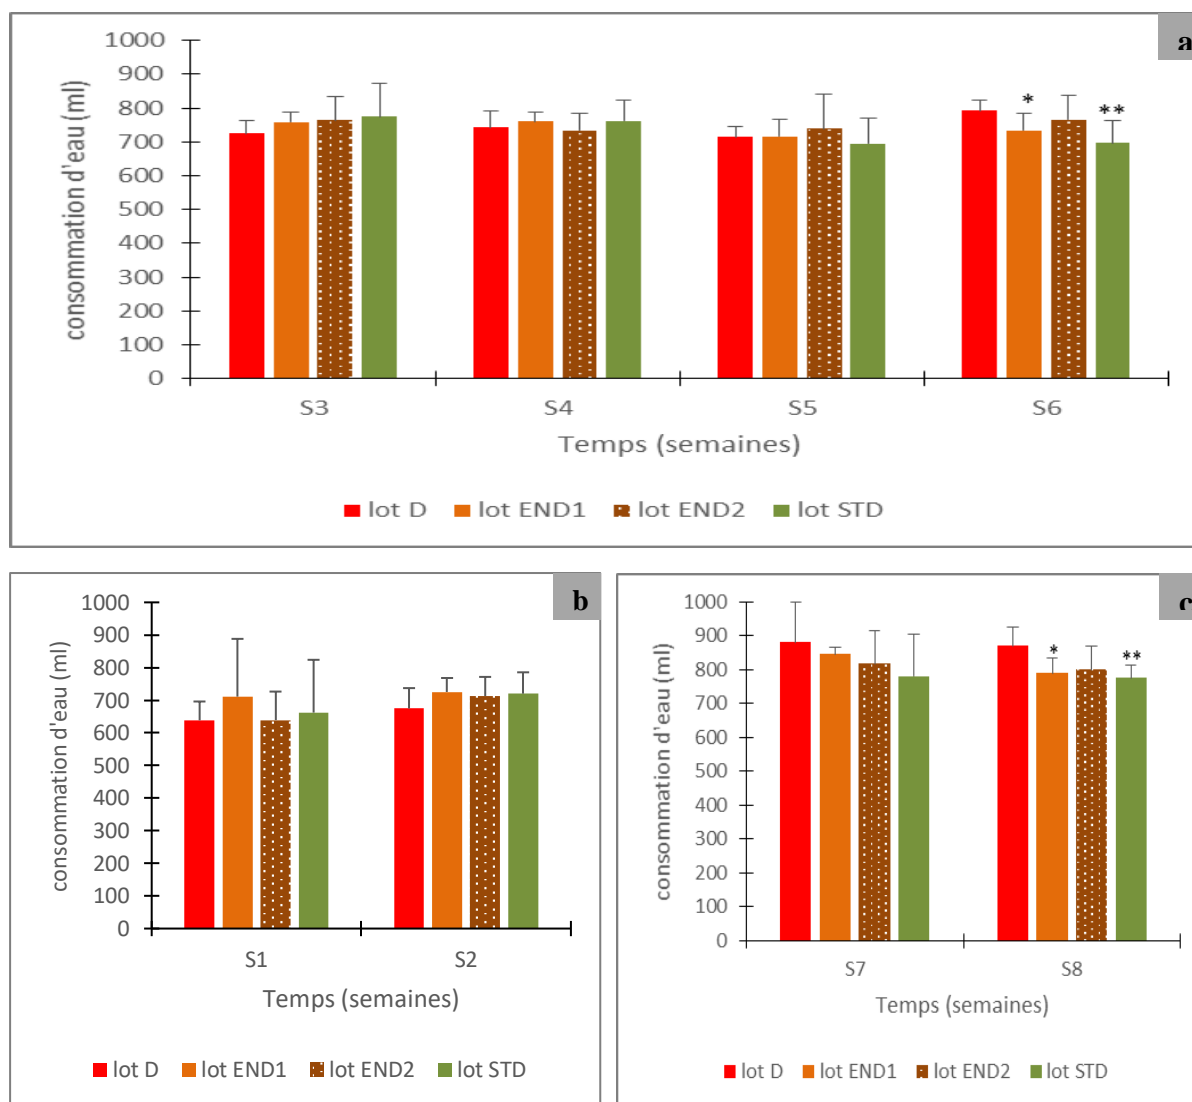 a
1000
900
800
700
600
500
400
300
200
100
0
consommation d'eau (ml)
* **
S3 S4 S5 S6
Temps (semaines)
lot D lot END1 lot END2 lot STD
b
1000
900
800
700
600
500
400
300
200
100
0
consommation d'eau (ml)
S1 S2
Temps (semaines)
lot D lot END1 lot END2 lot STD
c
1000
900
800
700
600
500
400
300
200
100
0
consommation d'eau (ml)
* **
S7 S8
Temps (semaines)
lot D lot END1 lot END2 lot STD